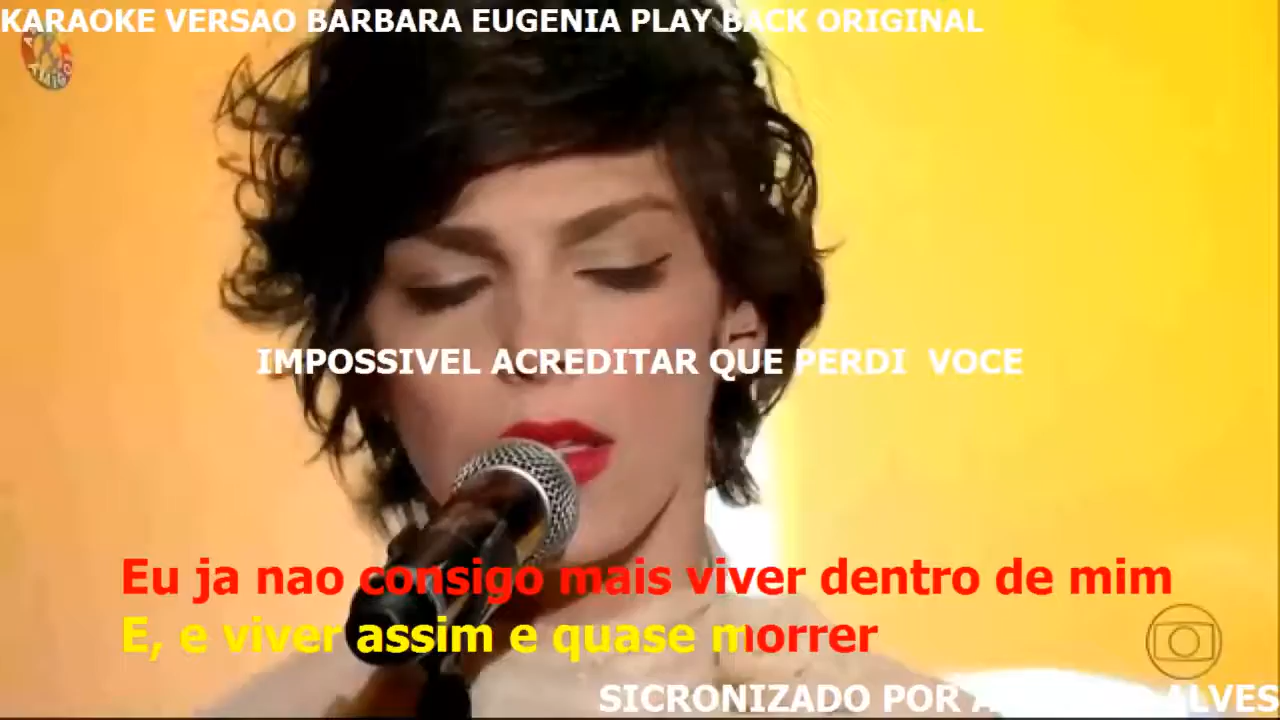 KARAOKE VERSAO BARBARA EUGENIA PLAY BACK ORIGINAL
IMPOSSIVEL ACREDITAR QUE PERDI VOCE
Eu ja nao consigo mais viver dentro de mim
E, e viver assim e quase morrer
SICRONIZADO POR ALVES